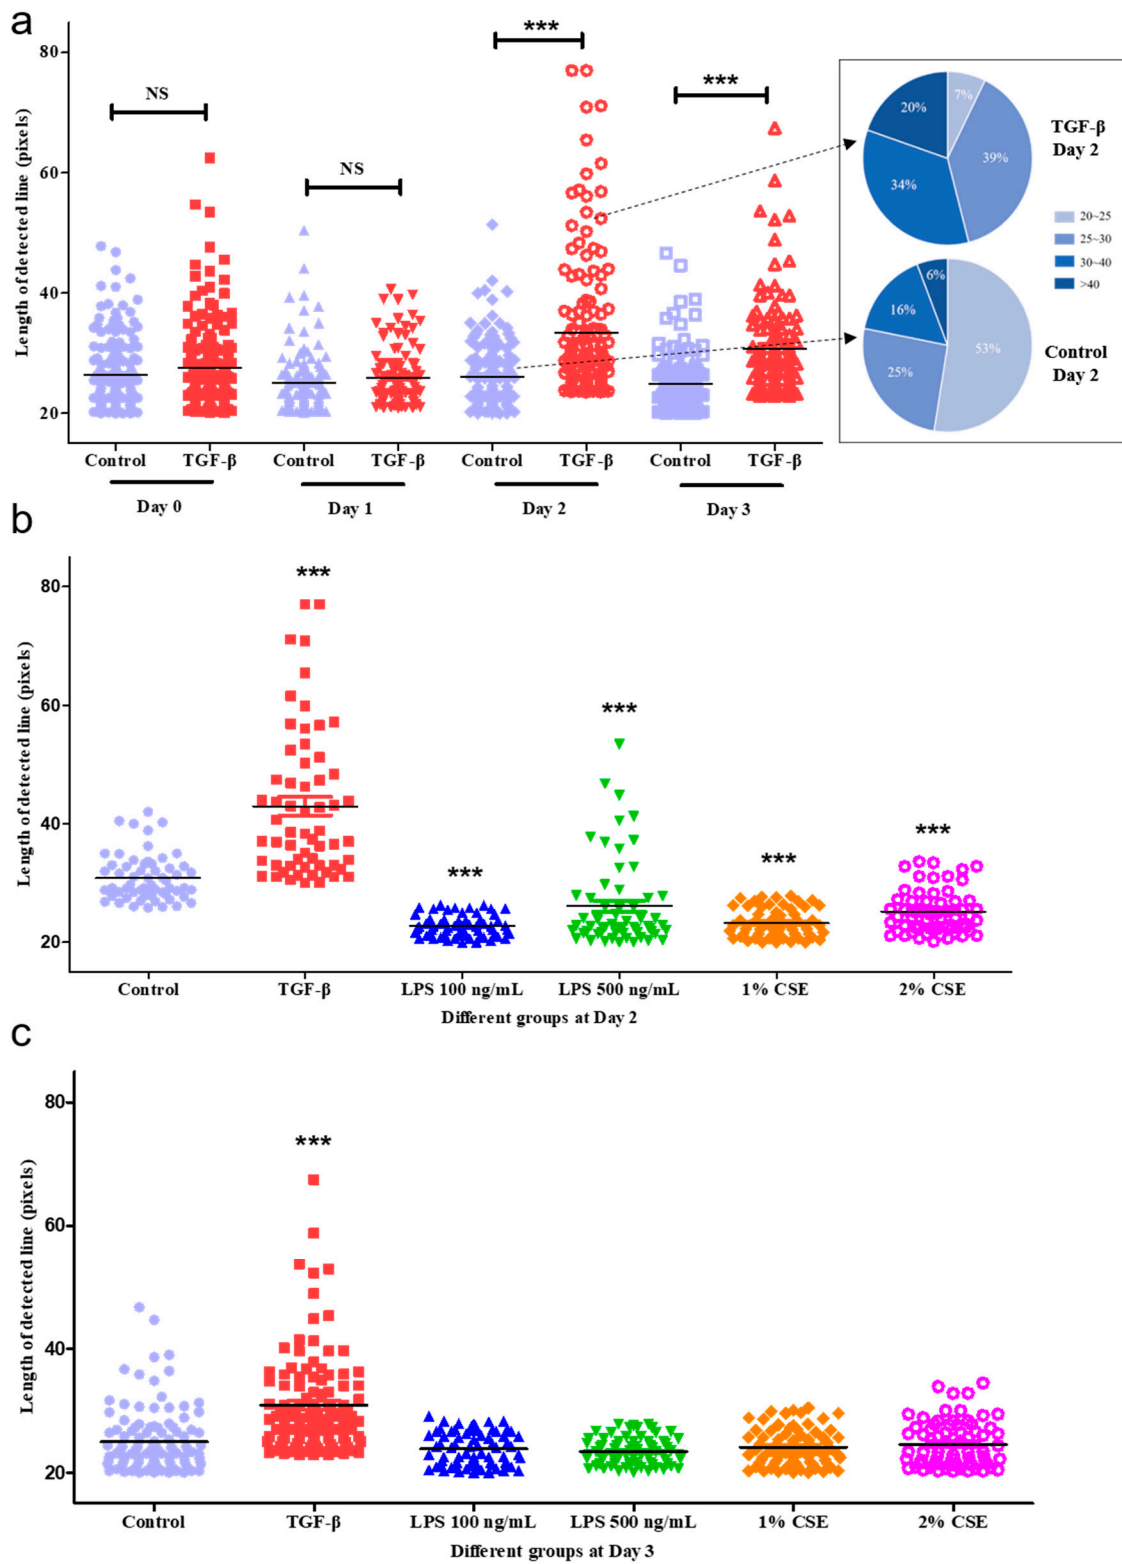 a
Length of detected line (pixels)
80
60
40
20
NS
NS
***
***
Control
TGF-β
Control
TGF-β
Control
TGF-β
Control
TGF-β
Day 0
Day 1
Day 2
Day 3
20%
7%
39%
34%
TGF-β
Day 2
20~25
25~30
30~40
>40
6%
16%
53%
25%
Control
Day 2
b
Length of detected line (pixels)
80
60
40
20
***
***
***
***
***
Control
TGF-β
LPS 100 ng/mL
LPS 500 ng/mL
1% CSE
2% CSE
Different groups at Day 2
c
Length of detected line (pixels)
80
60
40
20
***
Control
TGF-β
LPS 100 ng/mL
LPS 500 ng/mL
1% CSE
2% CSE
Different groups at Day 3